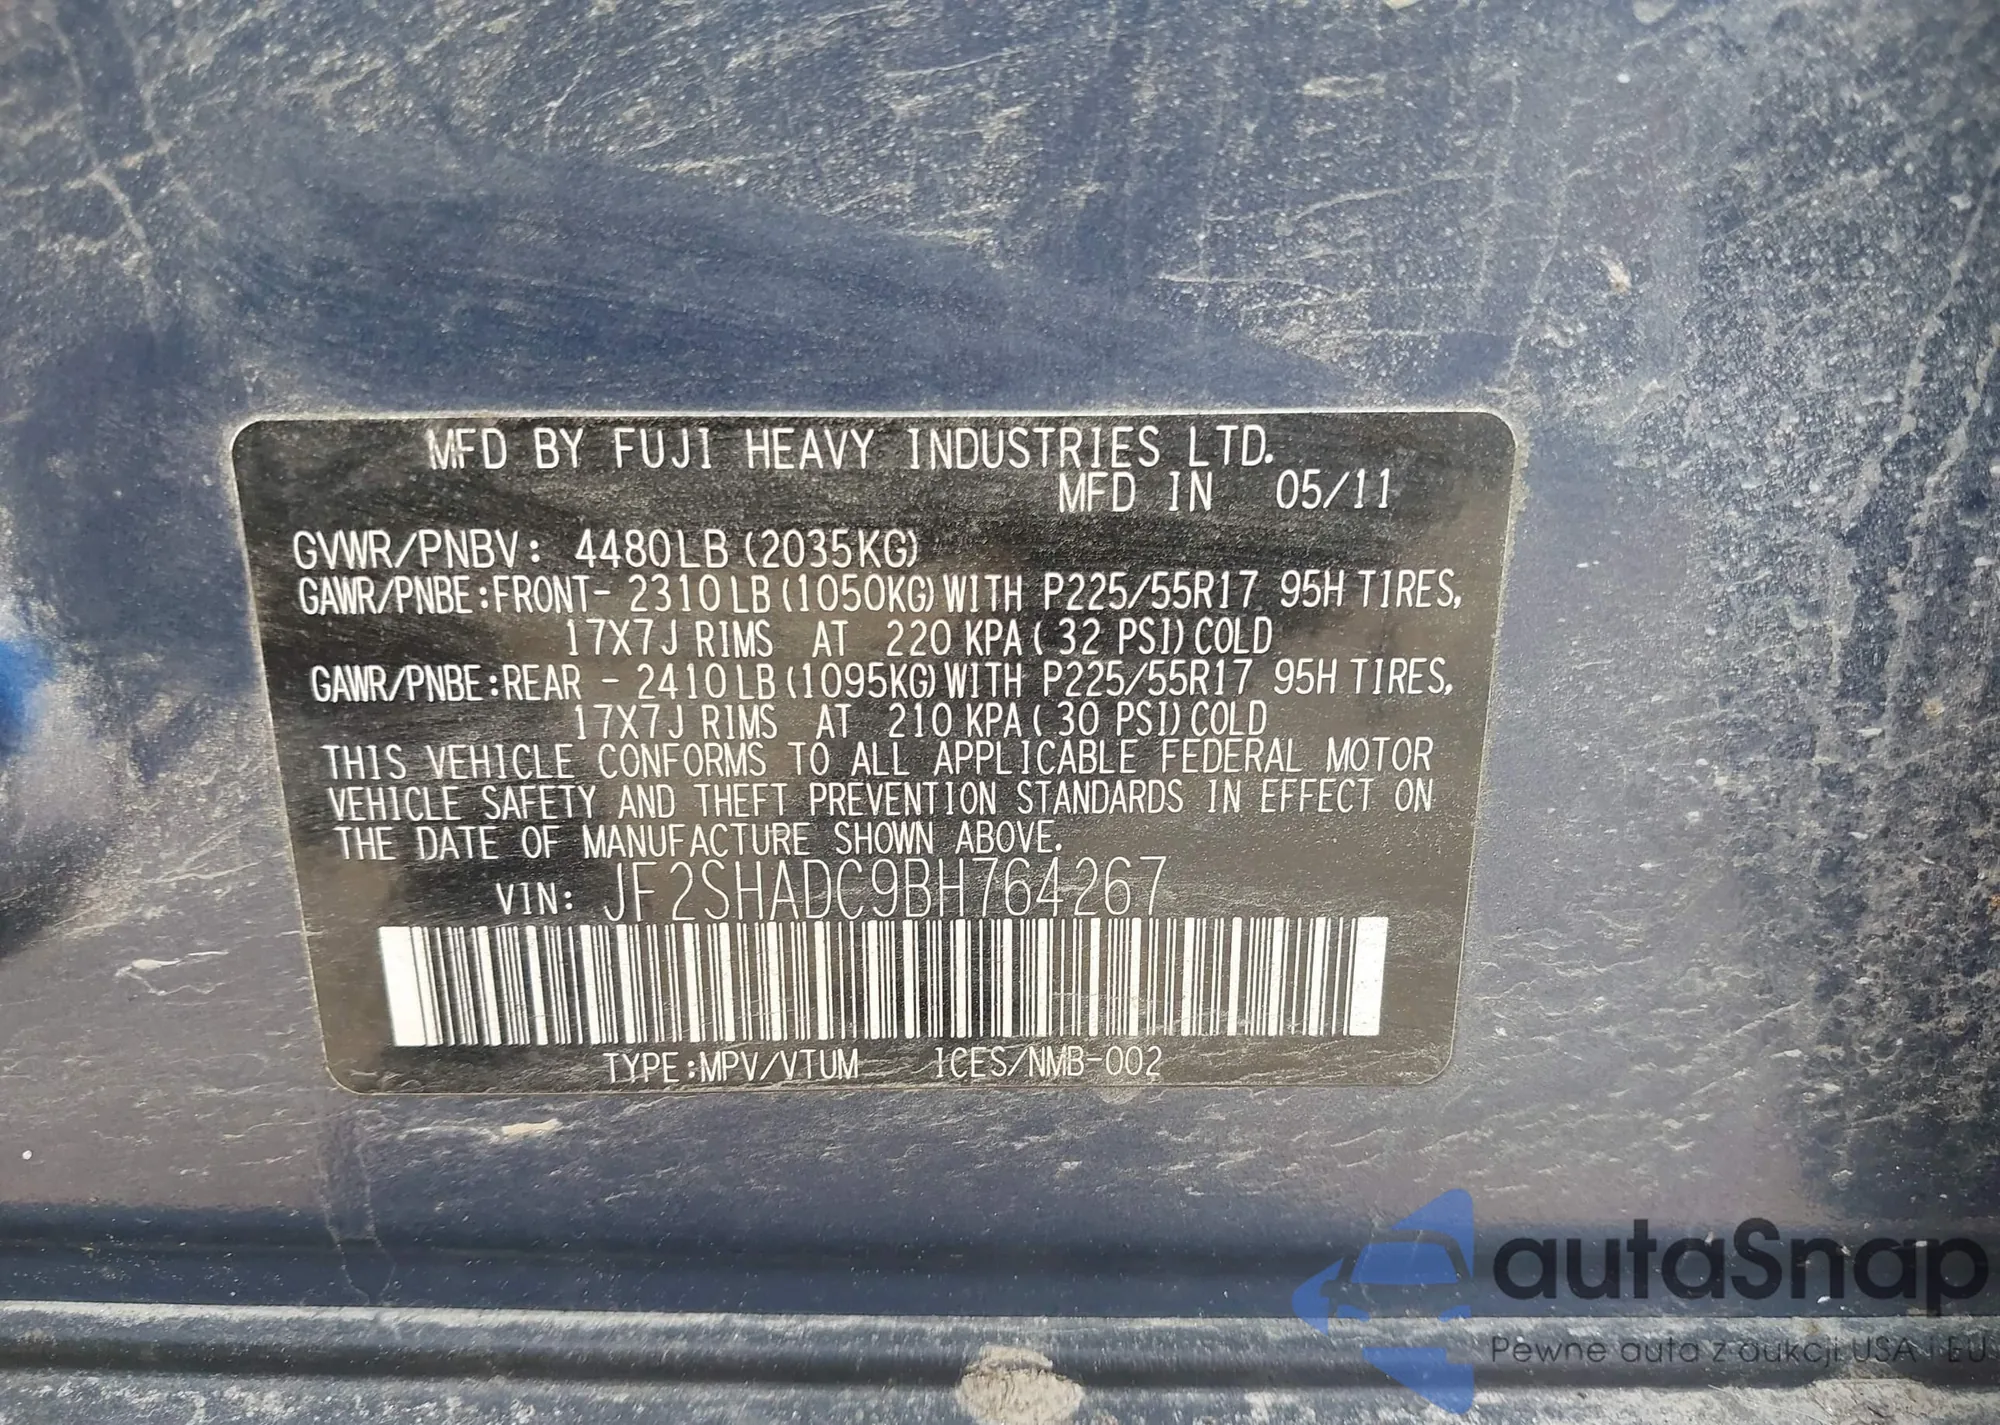 MFD BY FUJI HEAVY INDUSTRIES LTD.
MFD IN 05/11
GVWR/PNBV: 4480LB (2035KG)
GAWR/PNBE:FRONT- 2310LB (1050KG) WITH P225/55R17 95H TIRES,
17X7J RIMS AT 220 KPA( 32 PSI) COLD
GAWR/PNBE:REAR - 2410LB (1095KG) WITH P225/55R17 95H TIRES,
17X7J RIMS AT 210 KPA( 30 PSI) COLD
THIS VEHICLE CONFORMS TO ALL APPLICABLE FEDERAL MOTOR
VEHICLE SAFETY AND THEFT PREVENTION STANDARDS IN EFFECT ON
THE DATE OF MANUFACTURE SHOWN ABOVE.
VIN: JF2SHADC9BH764267
TYPE:MPV/VTUM ICES/NMB-002
autaSnap
Pewne auta z aukcji USA i EU